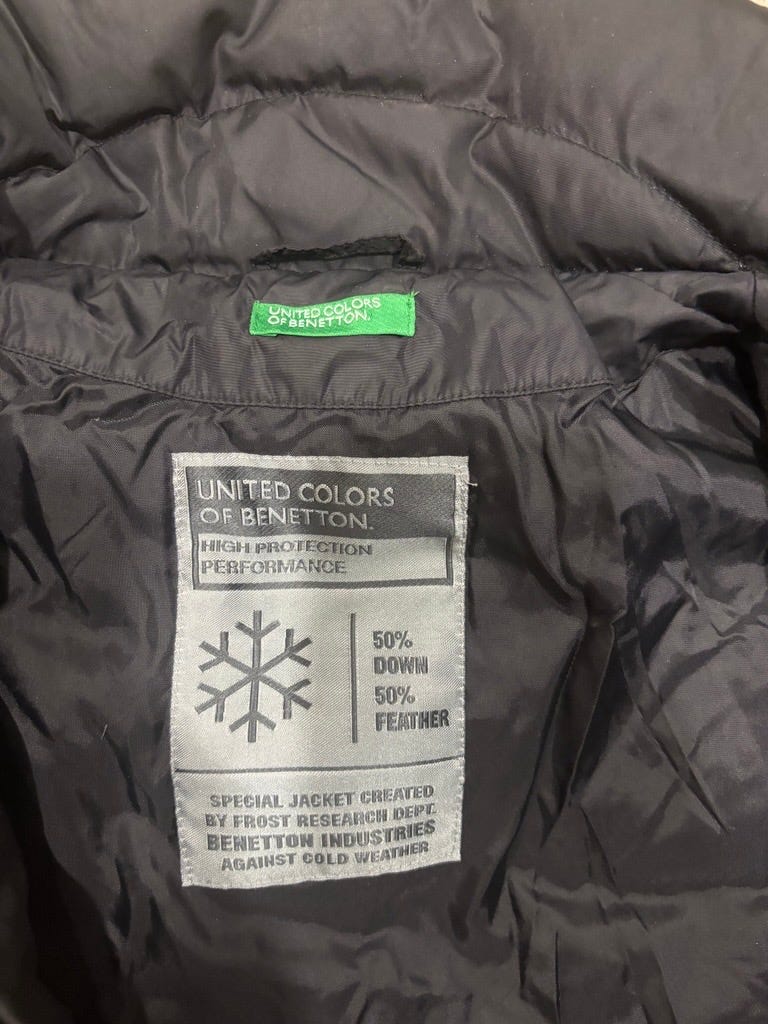 UNITED COLORS
OF BENETTON.
UNITED COLORS
OF BENETTON.
HIGH PROTECTION
PERFORMANCE
50%
DOWN
50%
FEATHER
SPECIAL JACKET CREATED
BY FROST RESEARCH DEPT.
BENETTON INDUSTRIES
AGAINST COLD WEATHER